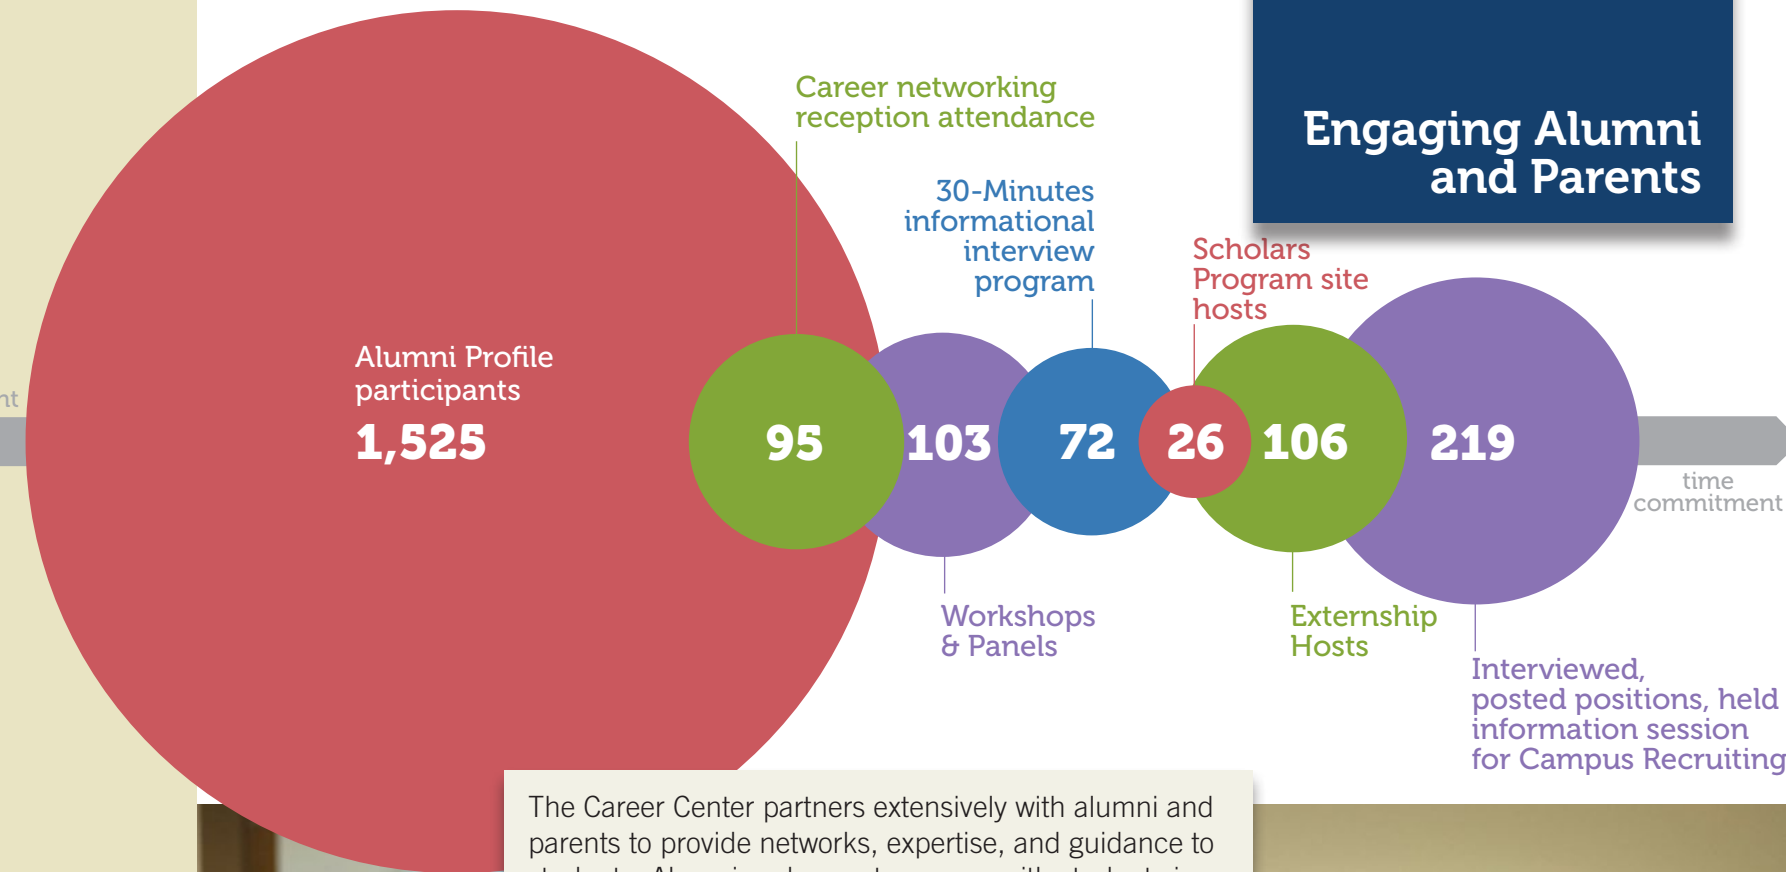 Engaging Alumni
and Parents
Career networking
reception attendance
30-Minutes
informational
interview
program
Scholars
Program site
hosts
Alumni Profile
participants
1,525
95
103
72
26
106
219
time
commitment
Workshops
& Panels
Externship
Hosts
Interviewed,
posted positions, held
information session
for Campus Recruiting
The Career Center partners extensively with alumni and
parents to provide networks, expertise, and guidance to